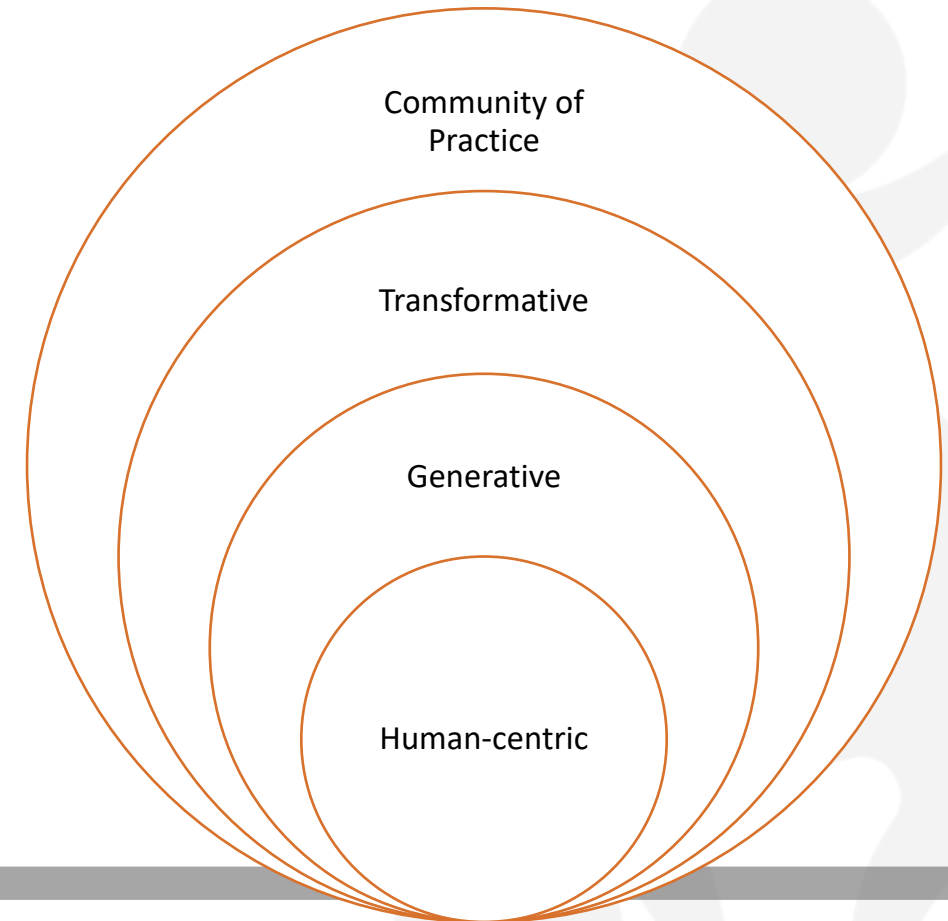 Community of
Practice
Transformative
Generative
Human-centric